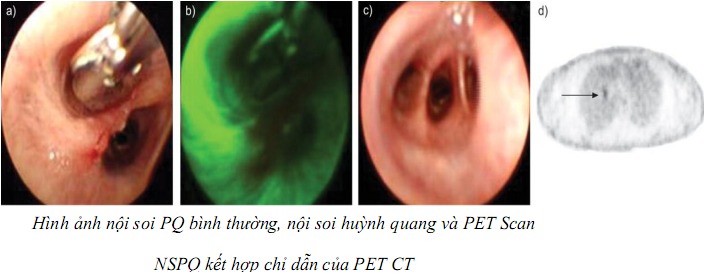 a) b) c) d)
Hình ảnh nội soi PQ bình thường, nội soi huỳnh quang và PET Scan
NSPQ kết hợp chỉ dẫn của PET CT